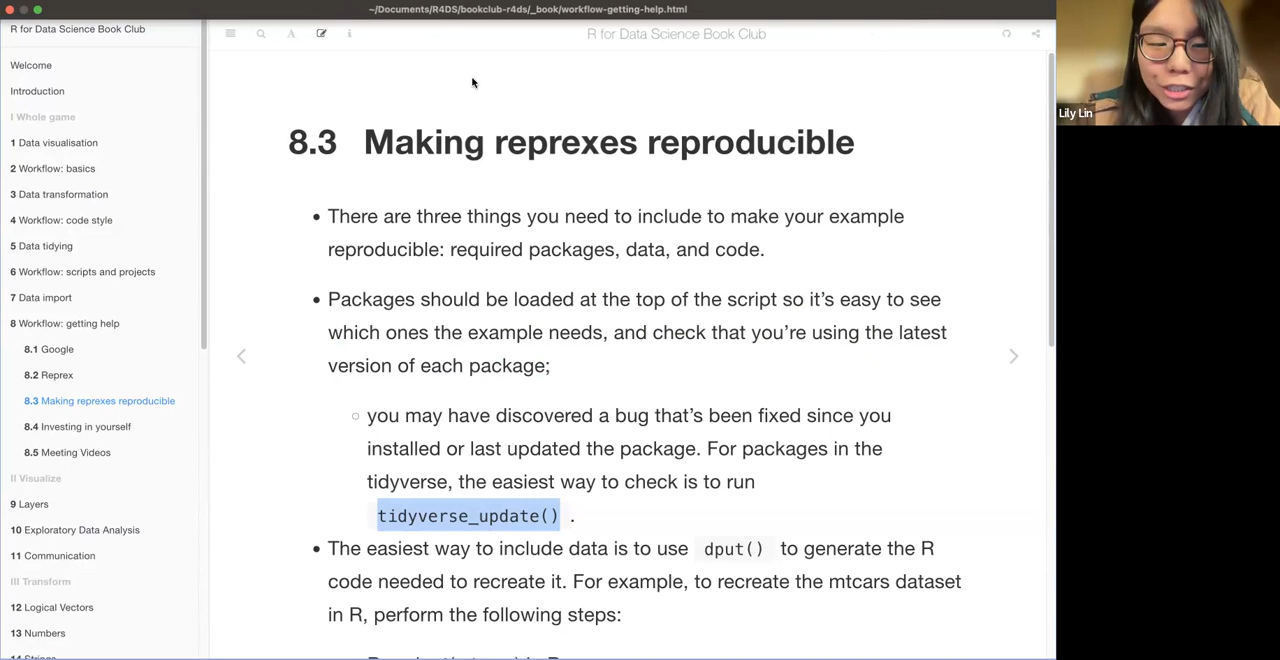 ~/Documents/R4DS/bookclub-r4ds/_book/workflow-getting-help.html
R for Data Science Book Club
Welcome
Introduction
I Whole game
1 Data visualisation
2 Workflow: basics
3 Data transformation
4 Workflow: code style
5 Data tidying
6 Workflow: scripts and projects
7 Data import
8 Workflow: getting help
8.1 Google
8.2 Reprex
8.3 Making reprexes reproducible
8.4 Investing in yourself
8.5 Meeting Videos
II Visualize
9 Layers
10 Exploratory Data Analysis
11 Communication
III Transform
12 Logical Vectors
13 Numbers
14 Strings
R for Data Science Book Club
8.3 Making reprexes reproducible
• There are three things you need to include to make your example
reproducible: required packages, data, and code.
• Packages should be loaded at the top of the script so it’s easy to see
which ones the example needs, and check that you’re using the latest
version of each package;
○ you may have discovered a bug that’s been fixed since you
installed or last updated the package. For packages in the
tidyverse, the easiest way to check is to run
tidyverse_update() .
• The easiest way to include data is to use dput() to generate the R
code needed to recreate it. For example, to recreate the mtcars dataset
in R, perform the following steps:
Lily Lin